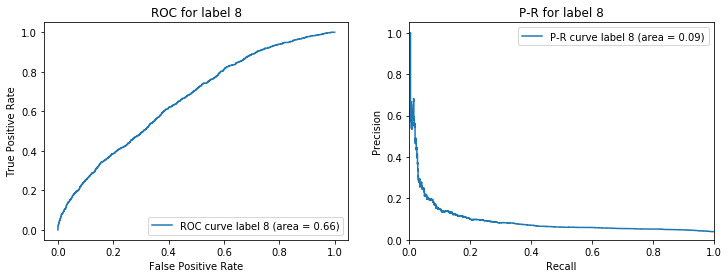 ROC for label 8
True Positive Rate
1.0
0.8
0.6
0.4
0.2
0.0
ROC curve label 8 (area = 0.66)
0.0 0.2 0.4 0.6 0.8 1.0
False Positive Rate
P-R for label 8
Precision
1.0
0.8
0.6
0.4
0.2
0.0
P-R curve label 8 (area = 0.09)
0.0 0.2 0.4 0.6 0.8 1.0
Recall